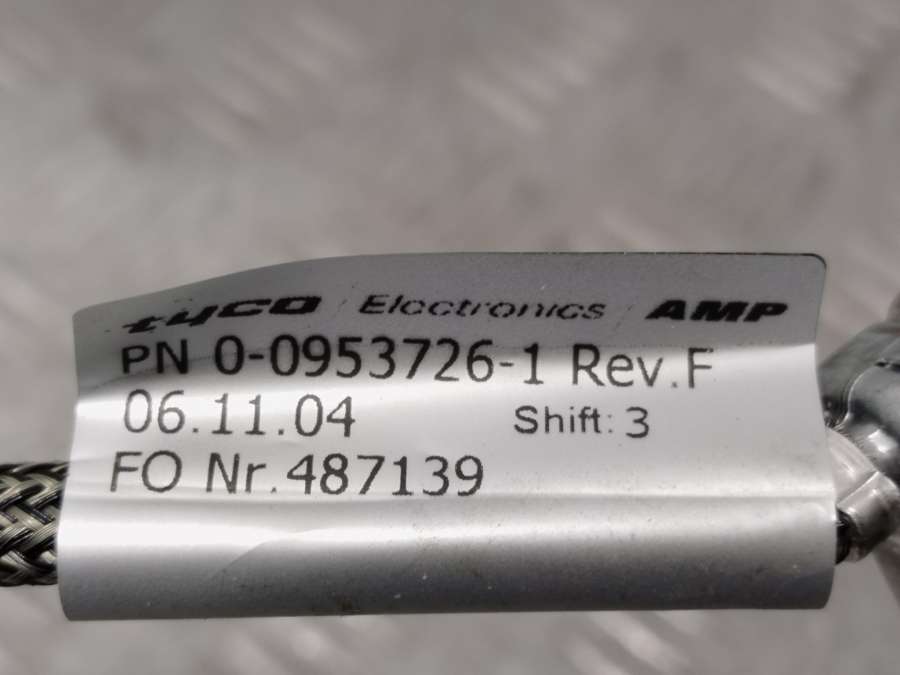 tyco / Electronics / AMP
PN 0-0953726-1 Rev.F
06.11.04 Shift: 3
FO Nr.487139